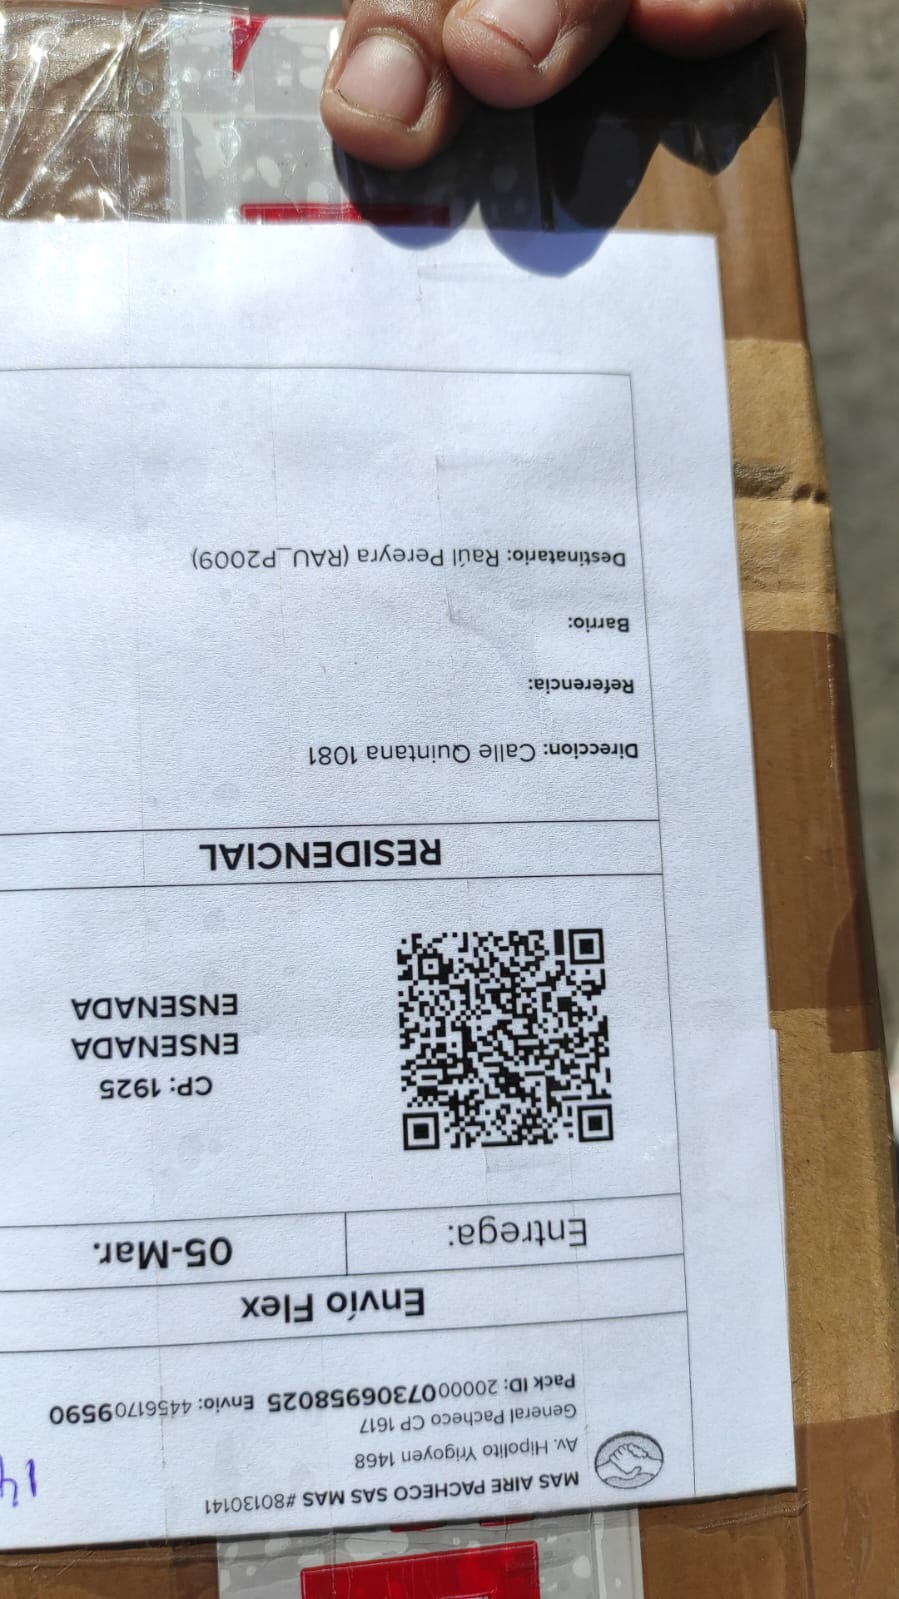 MAS AIRE PACHECO SAS MAS #80130141
Av. Hipolito Yrigoyen 1468
General Pacheco CP 1617
Pack ID: 2000007306958025 Envio: 44561709590
Envío Flex
Entrega: 05-Mar.
CP: 1925
ENSENADA
ENSENADA
RESIDENCIAL
Direccion: Calle Quintana 1081
Referencia:
Barrio:
Destinatario: Raúl Pereyra (RAU_P2009)